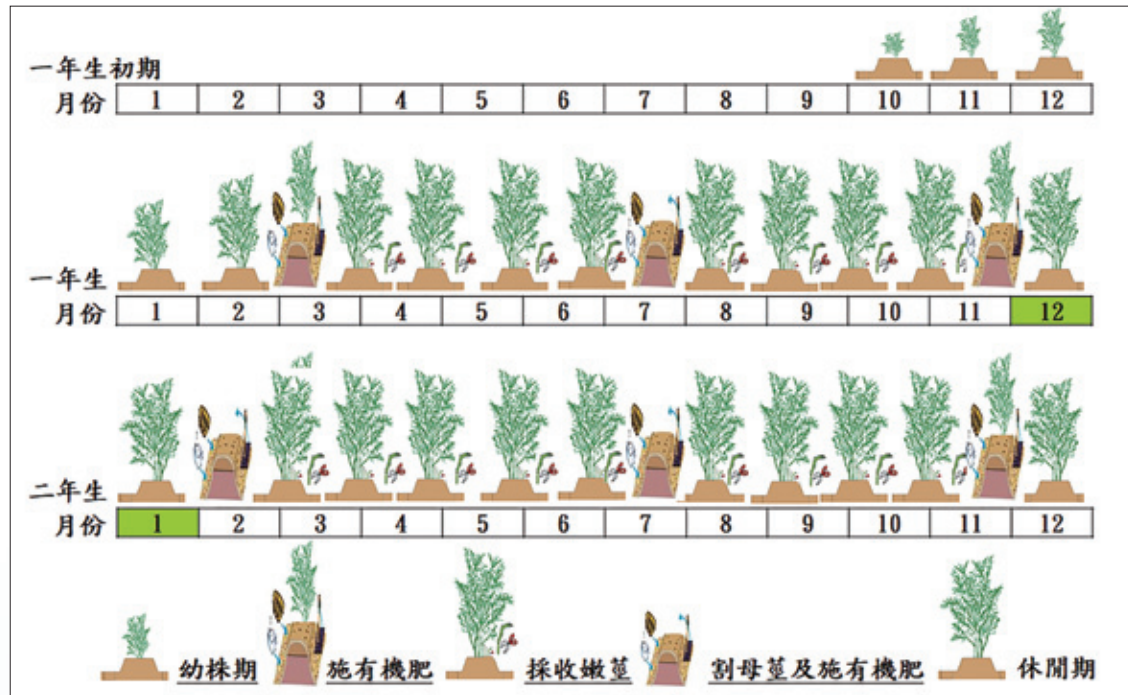 一年生初期
月份 1 2 3 4 5 6 7 8 9 10 11 12
一年生
月份 1 2 3 4 5 6 7 8 9 10 11 12
二年生
月份 1 2 3 4 5 6 7 8 9 10 11 12
幼株期 施有機肥 採收嫩莖 割母莖及施有機肥 休閒期